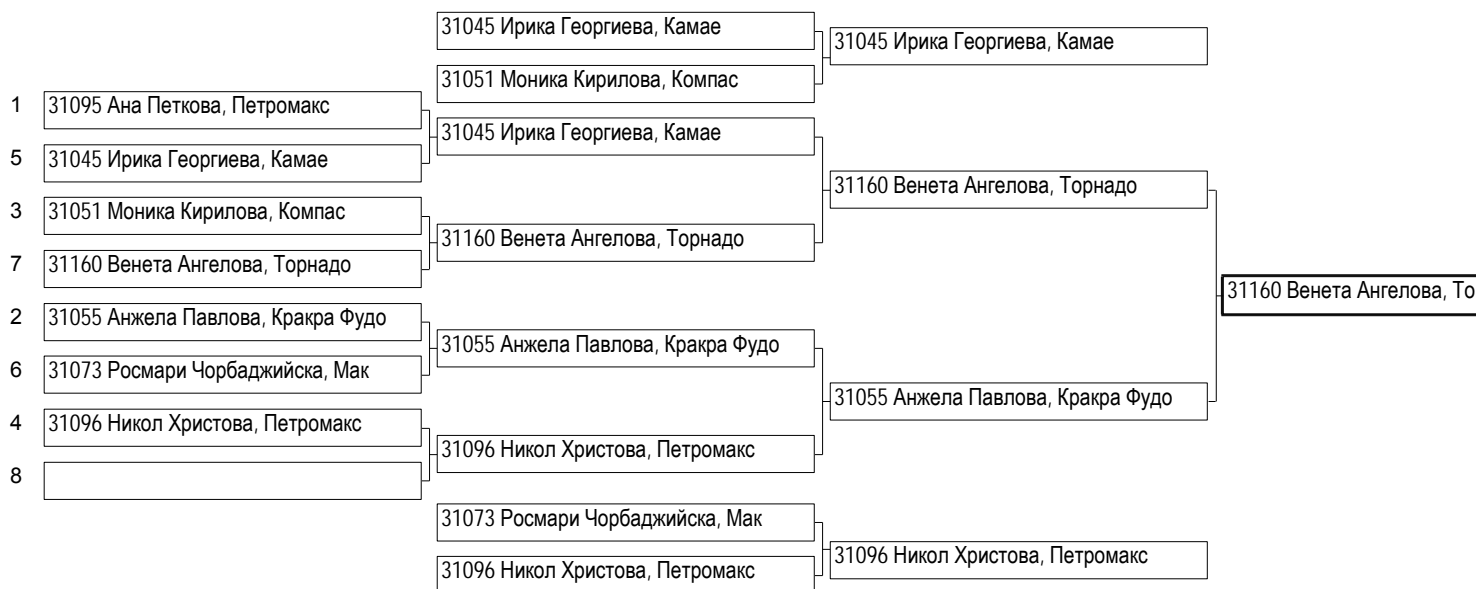 31045 Ирика Георгиева, Камае
31045 Ирика Георгиева, Камае
31051 Моника Кирилова, Компас
1 31095 Ана Петкова, Петромакс
31045 Ирика Георгиева, Камае
5 31045 Ирика Георгиева, Камае
31160 Венета Ангелова, Торнадо
3 31051 Моника Кирилова, Компас
31160 Венета Ангелова, Торнадо
7 31160 Венета Ангелова, Торнадо
31160 Венета Ангелова, То
2 31055 Анжела Павлова, Кракра Фудо
31055 Анжела Павлова, Кракра Фудо
6 31073 Росмари Чорбаджийска, Мак
31055 Анжела Павлова, Кракра Фудо
4 31096 Никол Христова, Петромакс
31096 Никол Христова, Петромакс
8
31073 Росмари Чорбаджийска, Мак
31096 Никол Христова, Петромакс
31096 Никол Христова, Петромакс